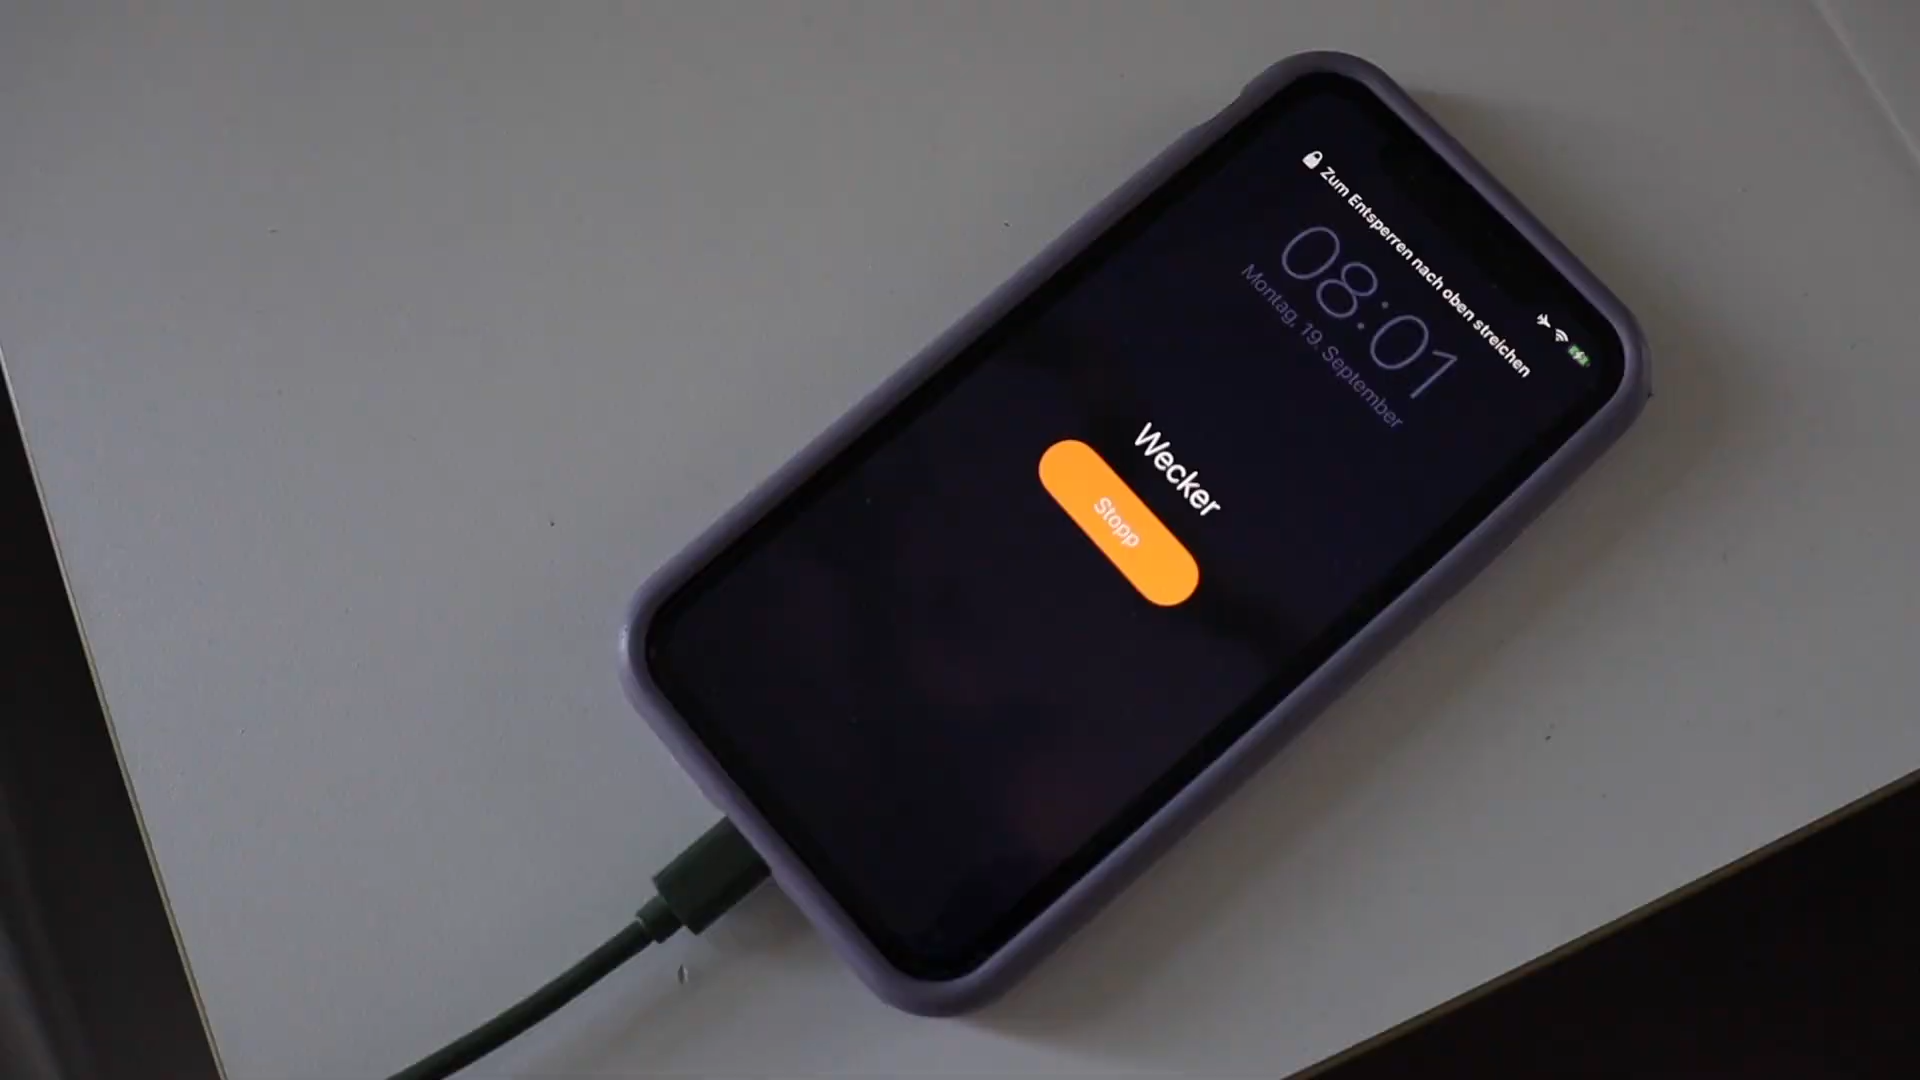 Zum Entsperren nach oben streichen
08:01
Montag, 19. September
Wecker
Stopp